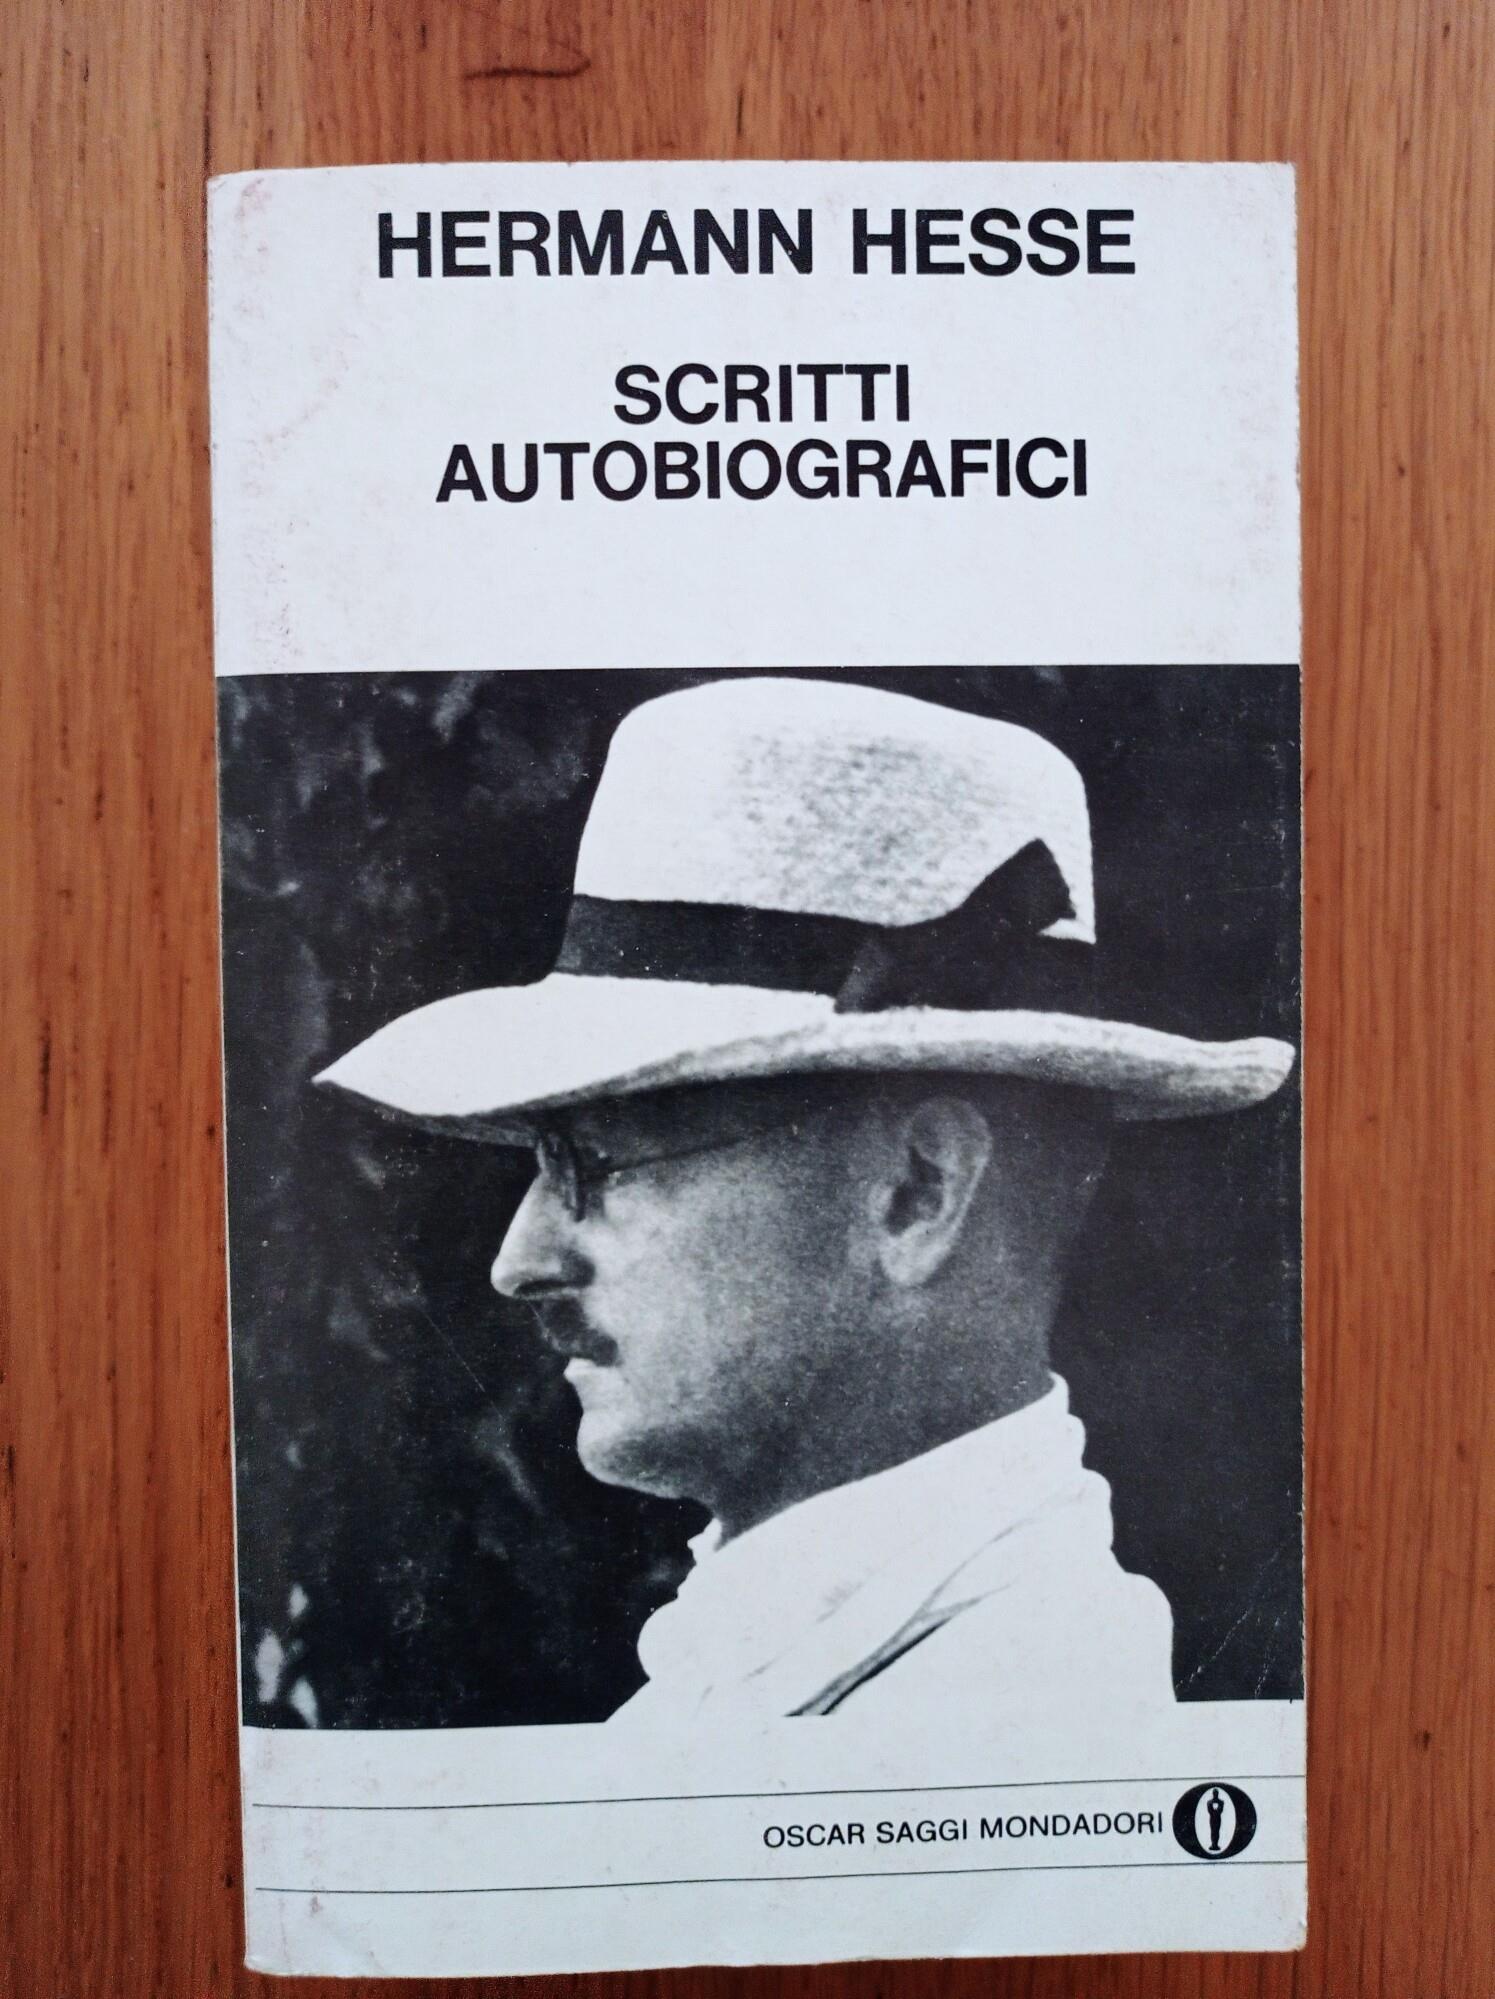 HERMANN HESSE
SCRITTI
AUTOBIOGRAFICI
OSCAR SAGGI MONDADORI